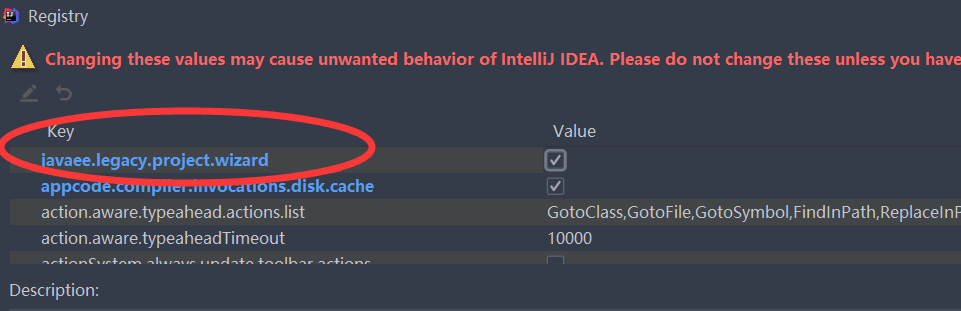 Registry
Changing these values may cause unwanted behavior of IntelliJ IDEA. Please do not change these unless you have
Key Value
javaee.legacy.project.wizard
appcode.compiler.invocations.disk.cache
action.aware.typeahead.actions.list GotoClass,GotoFile,GotoSymbol,FindInPath,ReplaceInP
action.aware.typeaheadTimeout 10000
actionSystem.always.update.toolbar.actions
Description: